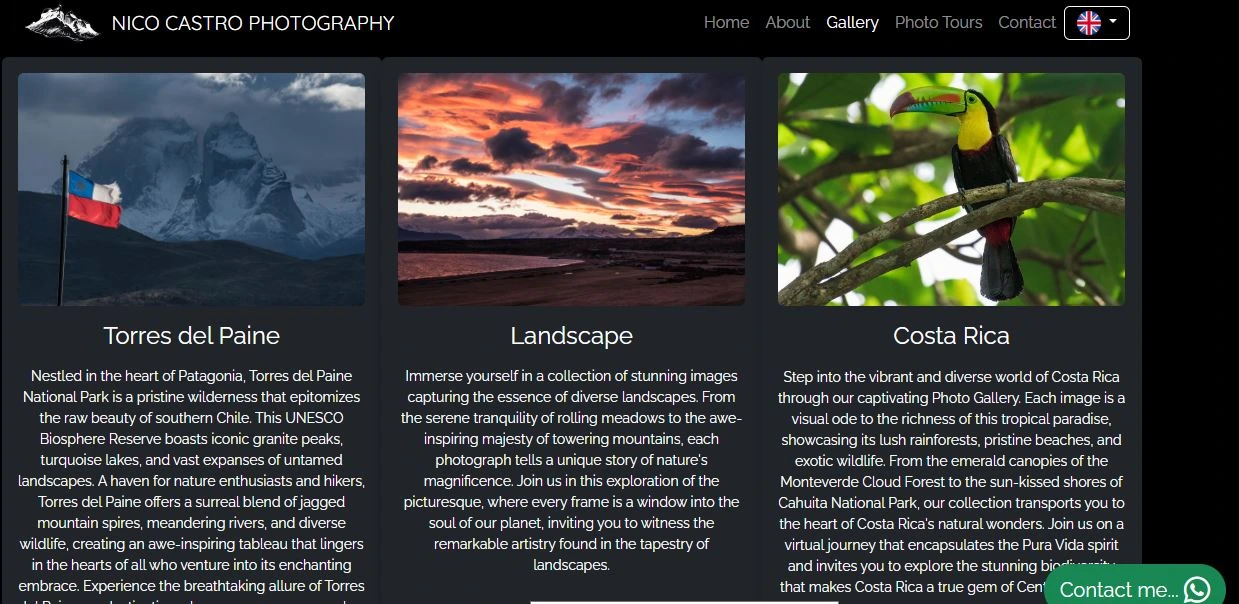 NICO CASTRO PHOTOGRAPHY
Home About Gallery Photo Tours Contact
Torres del Paine
Nestled in the heart of Patagonia, Torres del Paine
National Park is a pristine wilderness that epitomizes
the raw beauty of southern Chile. This UNESCO
Biosphere Reserve boasts iconic granite peaks,
turquoise lakes, and vast expanses of untamed
landscapes. A haven for nature enthusiasts and hikers,
Torres del Paine offers a surreal blend of jagged
mountain spires, meandering rivers, and diverse
wildlife, creating an awe-inspiring tableau that lingers
in the hearts of all who venture into its enchanting
embrace. Experience the breathtaking allure of Torres
Landscape
Immerse yourself in a collection of stunning images
capturing the essence of diverse landscapes. From
the serene tranquility of rolling meadows to the awe-
inspiring majesty of towering mountains, each
photograph tells a unique story of nature's
magnificence. Join us in this exploration of the
picturesque, where every frame is a window into the
soul of our planet, inviting you to witness the
remarkable artistry found in the tapestry of
landscapes.
Costa Rica
Step into the vibrant and diverse world of Costa Rica
through our captivating Photo Gallery. Each image is a
visual ode to the richness of this tropical paradise,
showcasing its lush rainforests, pristine beaches, and
exotic wildlife. From the emerald canopies of the
Monteverde Cloud Forest to the sun-kissed shores of
Cahuita National Park, our collection transports you to
the heart of Costa Rica's natural wonders. Join us on a
virtual journey that encapsulates the Pura Vida spirit
and invites you to explore the stunning biodiversity
that makes Costa Rica a true gem of
Contact me...